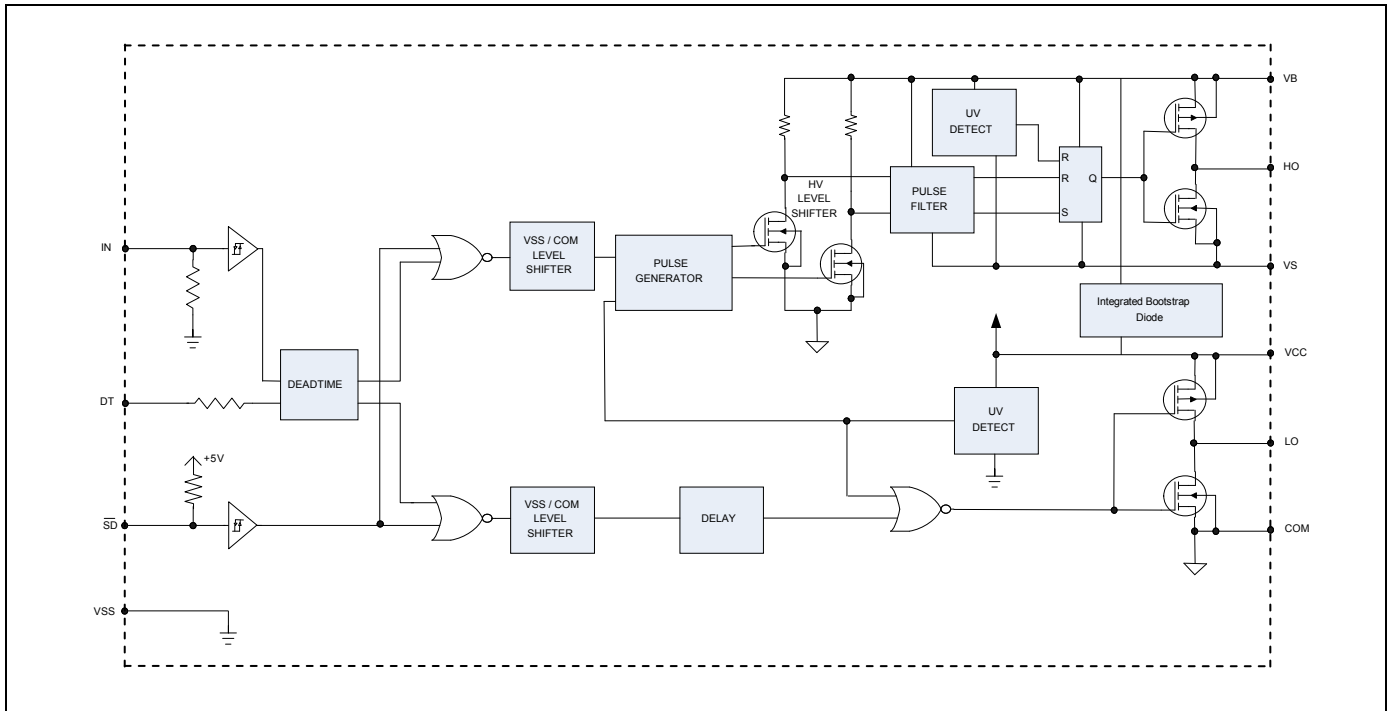 VB
UV
DETECT
R
R
Q
S
HO
HV
LEVEL
SHIFTER
PULSE
FILTER
IN
VSS / COM
LEVEL
SHIFTER
PULSE
GENERATOR
VS
Integrated Bootstrap
Diode
VCC
DEADTIME
DT
UV
DETECT
LO
+5V
SD
VSS / COM
LEVEL
SHIFTER
DELAY
COM
VSS